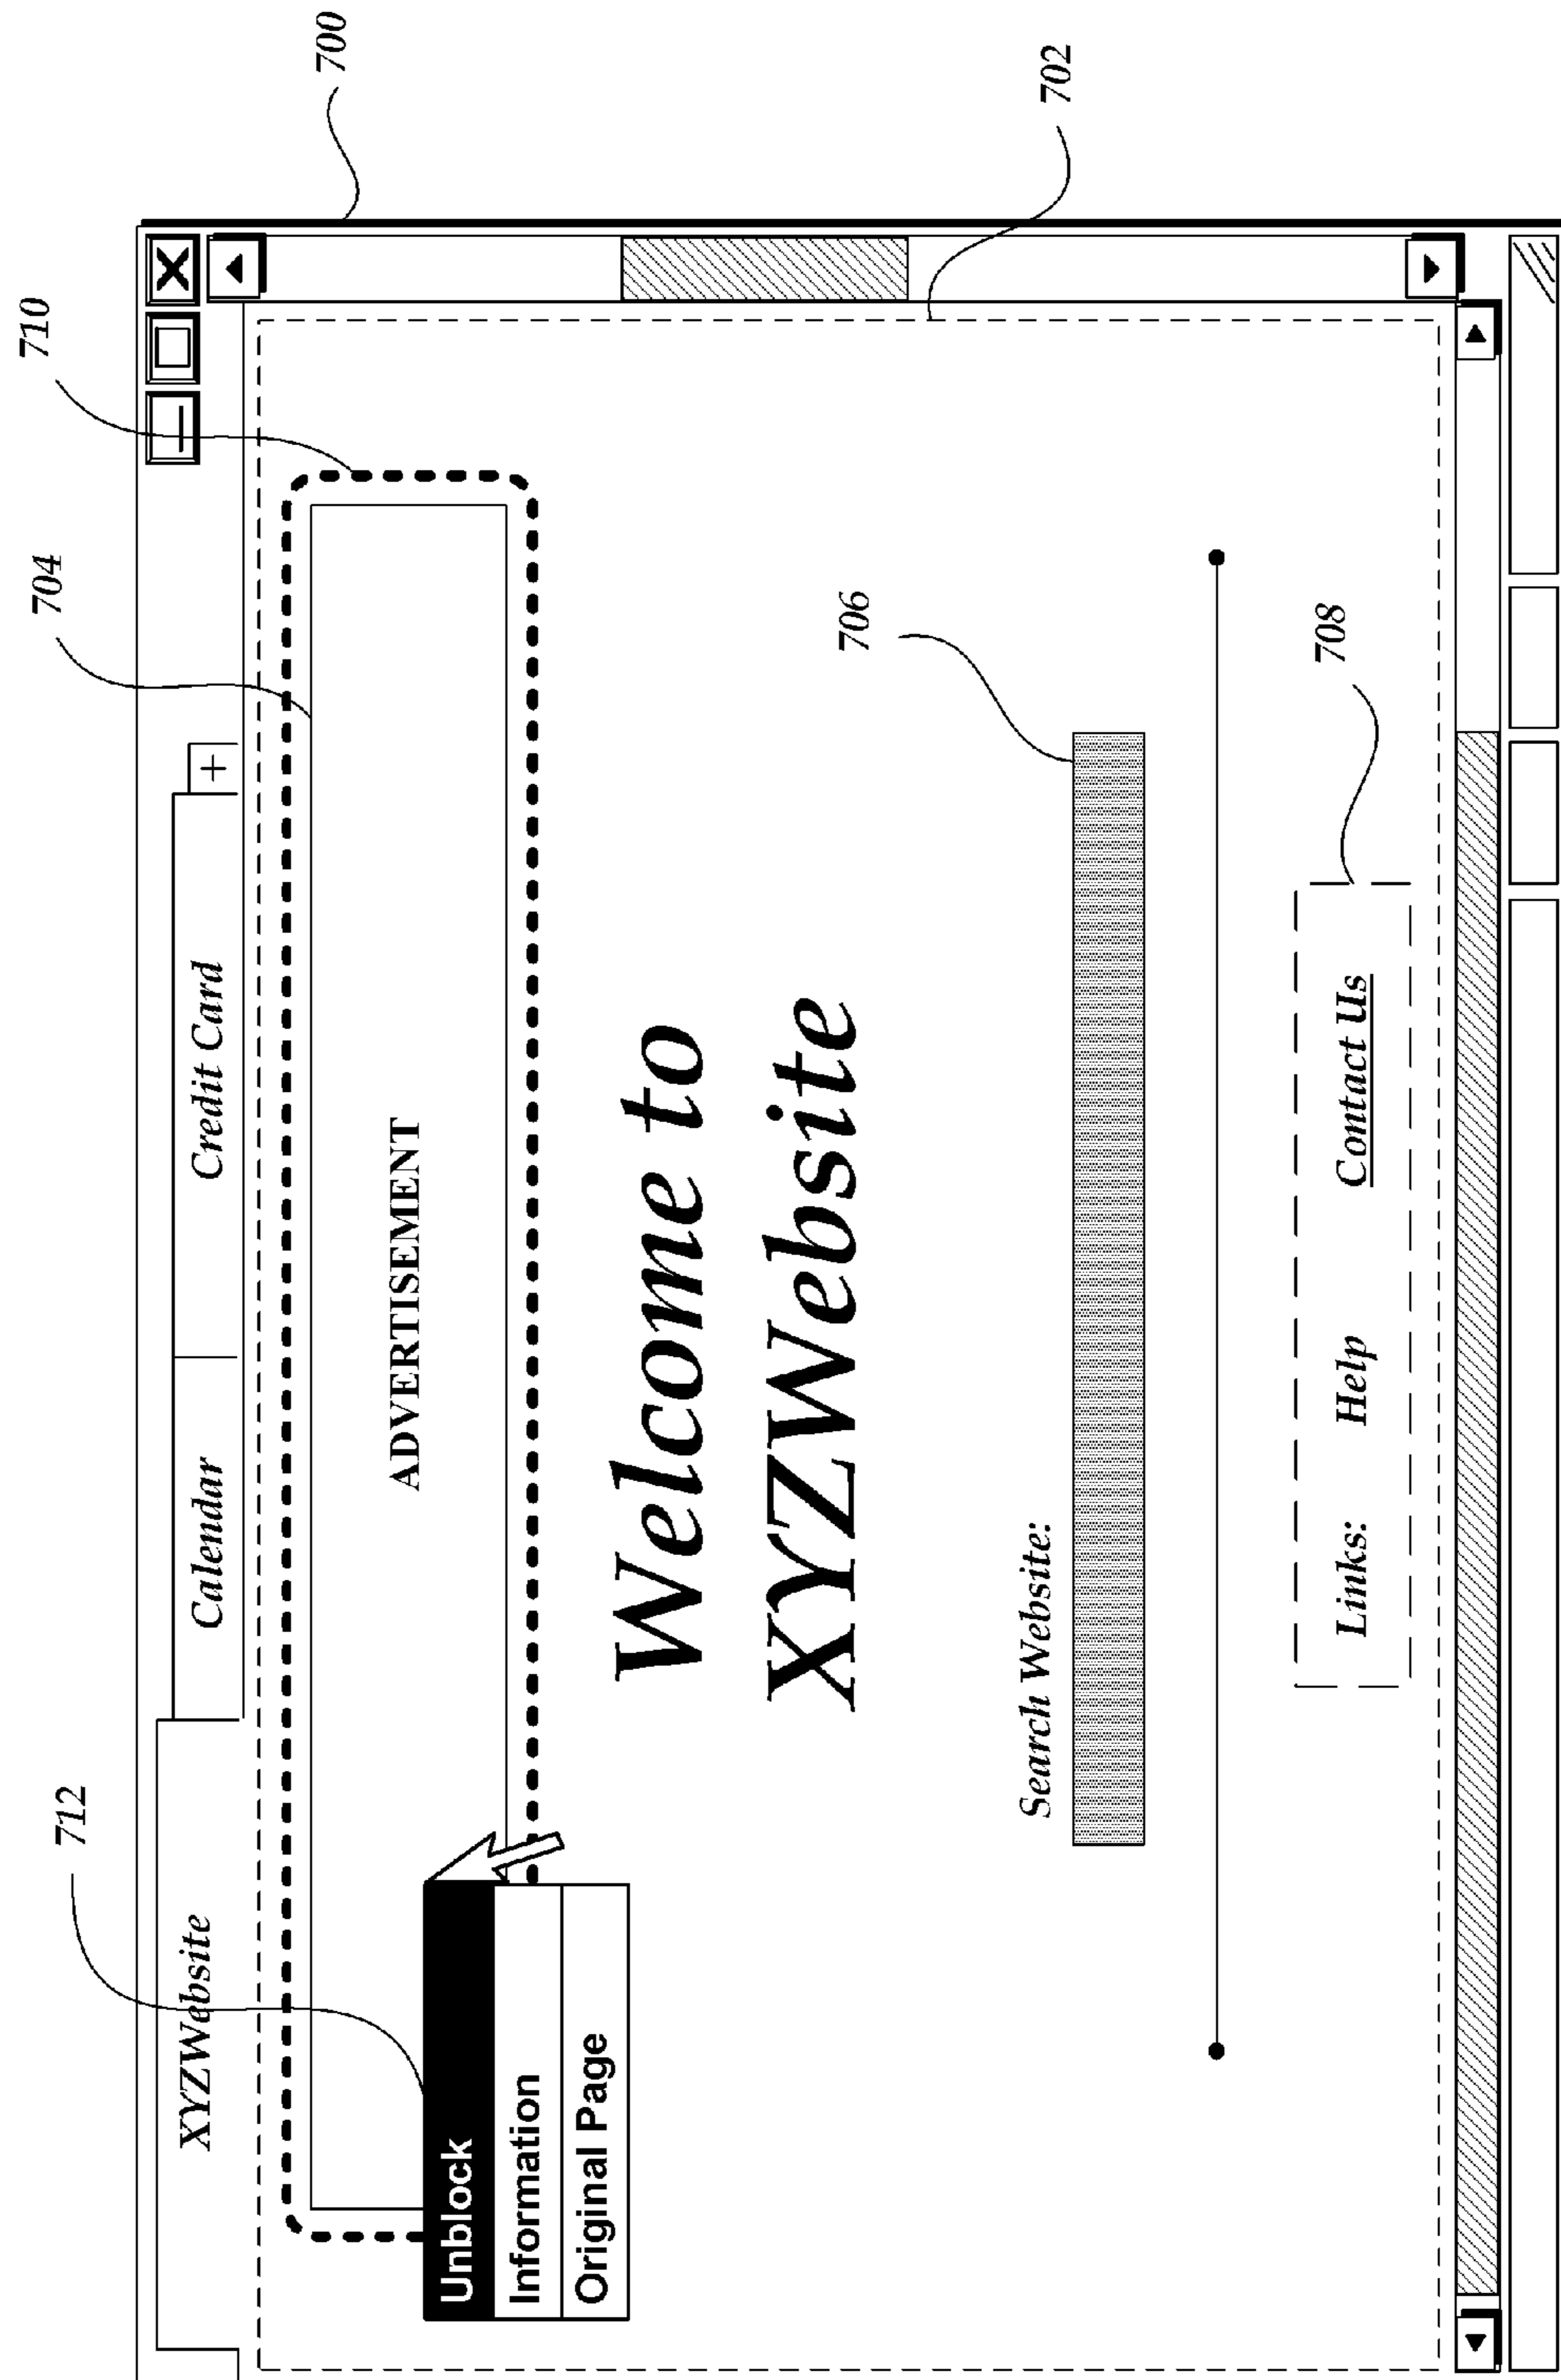 700
710
704
712
XYZWebsite
Calendar
Credit Card
+
ADVERTISEMENT
Unblock
Information
Original Page
Welcome to
XYZWebsite
702
706
Search Website:
708
Links: Help Contact Us